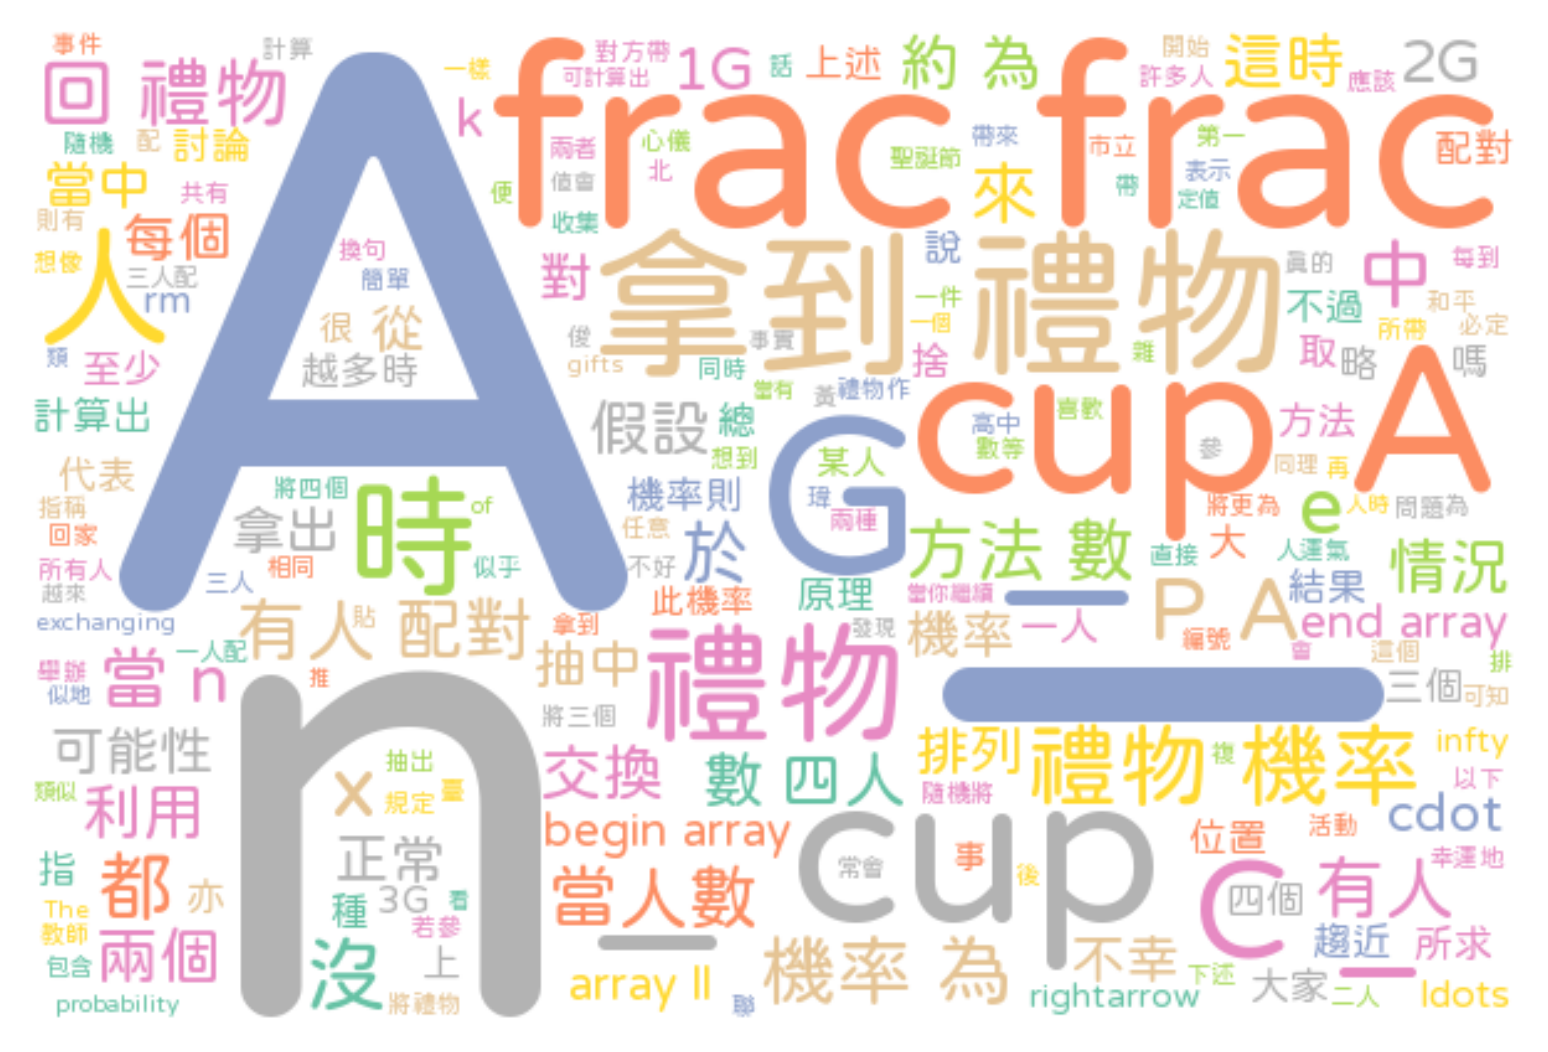 事件 計算 一樣 frac frac 對方帶 1G 話 上述 約 為 開始 這時 2G
回 禮物 k 可計算出 許多人 應該
隨機 配 討論 兩者 心儀 聖誕節 帶來 市立 第一 配對
當中 共有 便 值會 北 來 帶 表示
則有 每個 收集 定值
想像 人 三人配 換句 對 拿到 禮物 說 真的 中 每到
rm 簡單 一件 不過 和平
很 從 俊 事實 一個 所帶 必定
類 至少 越多時 gifts 同時 雜 捨 取 略 嗎
A 當有 黃 禮物作 cup A
計算出 假設 總 G 高中 喜歡 方法
代表 想到 某人 數等 參 同理 再
指稱 將四個 時 of 機率則 瑋 將更為 e 人時 問題為
回家 拿出 任意 兩種 方法 數 大
所有人 相同 似乎 不好 於 直接 人運氣 情況
越來 三人 此機率 原理 當你繼續 _ P A 結果
exchanging 有人 貼 配對 拿到 發現 機率 一人 編號 end array
舉辦 當 n 一人配 抽中 禮物 會 這個 排
似地 推 將三個 _ 三個 可知
可能性 n 抽出 交換 數 四人 排列 禮物 複 機率 infty
類似 利用 x 規定 臺 隨機將 以下
正常 begin array cup cdot
指 都 亦 種 3G 看 當人數 常會 事 後 位置 活動 幸運地
The 若參 C 四個 有人
教師 兩個 沒 上 _ 機率 為 不幸 趨近 所求
包含 array ll 下述 大家 _
probability 將禮物 聯 rightarrow 二人 ldots